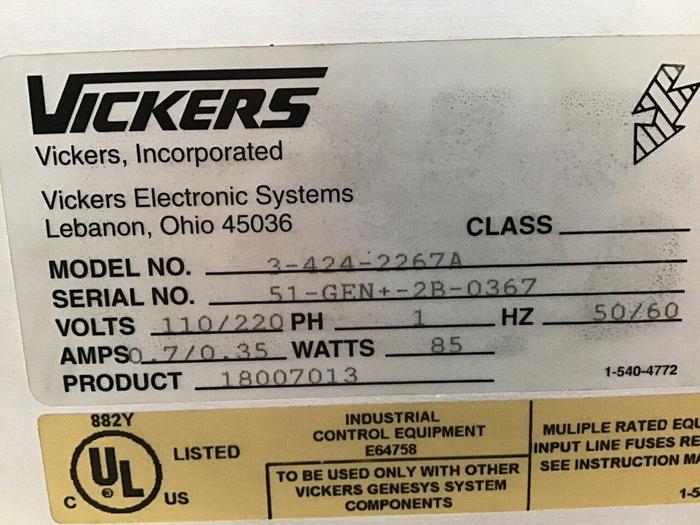 VICKERS
Vickers, Incorporated
Vickers Electronic Systems
Lebanon, Ohio 45036
CLASS
MODEL NO. 3-424-2267A
SERIAL NO. 51-GEN+-2B-0367
VOLTS 110/220 PH 1 HZ 50/60
AMPS 0.7/0.35 WATTS 85
PRODUCT 18007013
1-540-4772
882Y
UL
®
C US
LISTED
INDUSTRIAL
CONTROL EQUIPMENT
E64758
TO BE USED ONLY WITH OTHER
VICKERS GENESYS SYSTEM
COMPONENTS
MULIPLE RATED EQU
INPUT LINE FUSES RE
SEE INSTRUCTION MA
1-5